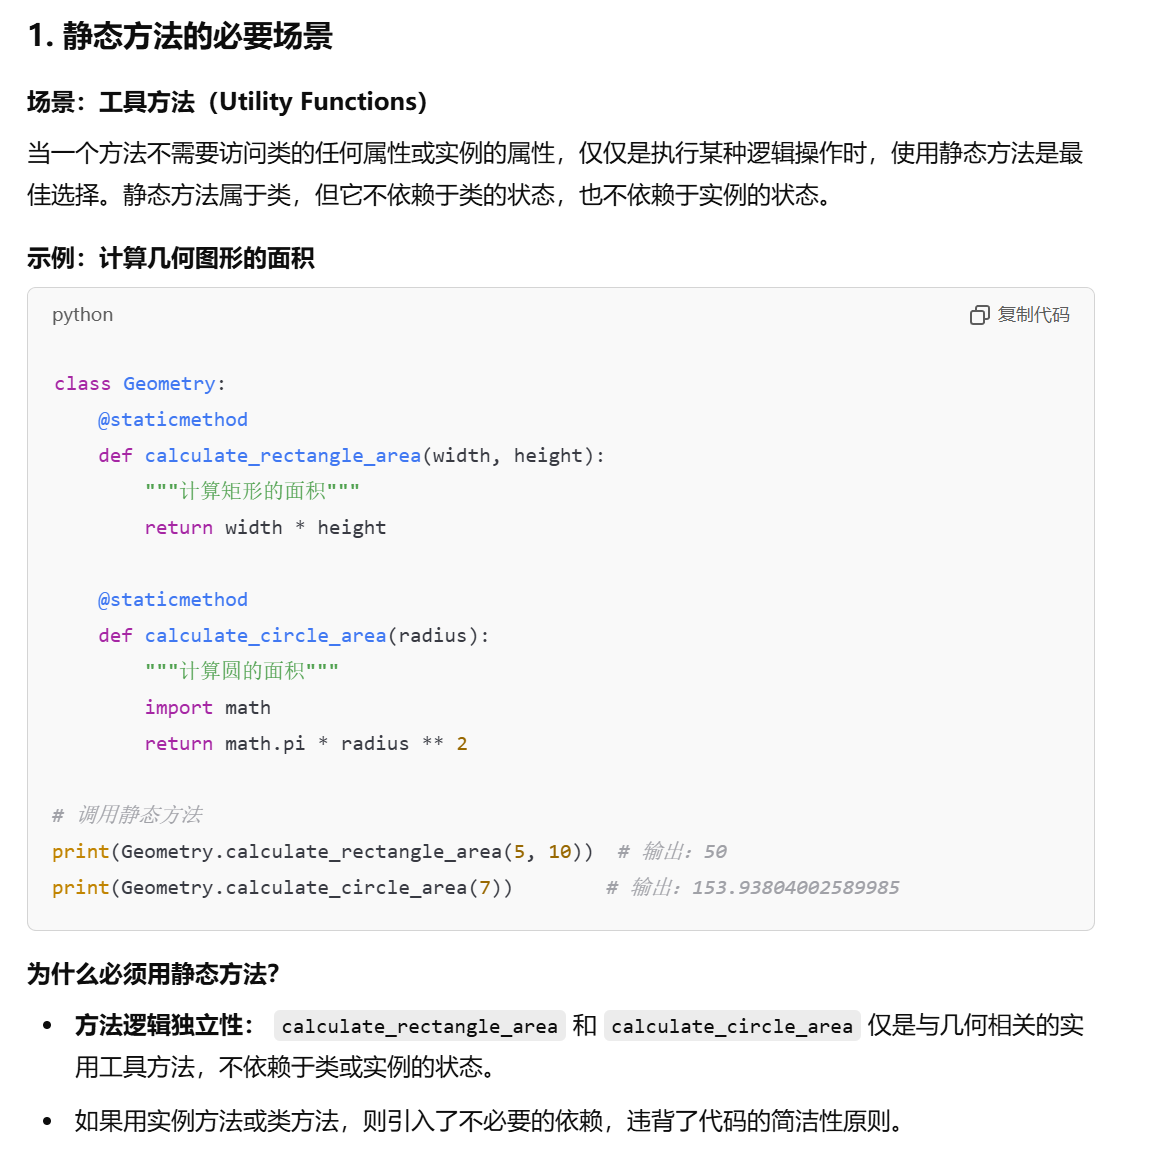 1. 静态方法的必要场景
场景：工具方法（Utility Functions）
当一个方法不需要访问类的任何属性或实例的属性，仅仅是执行某种逻辑操作时，使用静态方法是最
佳选择。静态方法属于类，但它不依赖于类的状态，也不依赖于实例的状态。
示例：计算几何图形的面积
python 复制代码
class Geometry:
    @staticmethod
    def calculate_rectangle_area(width, height):
        """计算矩形的面积"""
        return width * height

    @staticmethod
    def calculate_circle_area(radius):
        """计算圆的面积"""
        import math
        return math.pi * radius ** 2

# 调用静态方法
print(Geometry.calculate_rectangle_area(5, 10))  # 输出：50
print(Geometry.calculate_circle_area(7))        # 输出：153.93804002589985
为什么必须用静态方法？
• 方法逻辑独立性： calculate_rectangle_area 和 calculate_circle_area 仅是与几何相关的实
用工具方法，不依赖于类或实例的状态。
• 如果用实例方法或类方法，则引入了不必要的依赖，违背了代码的简洁性原则。